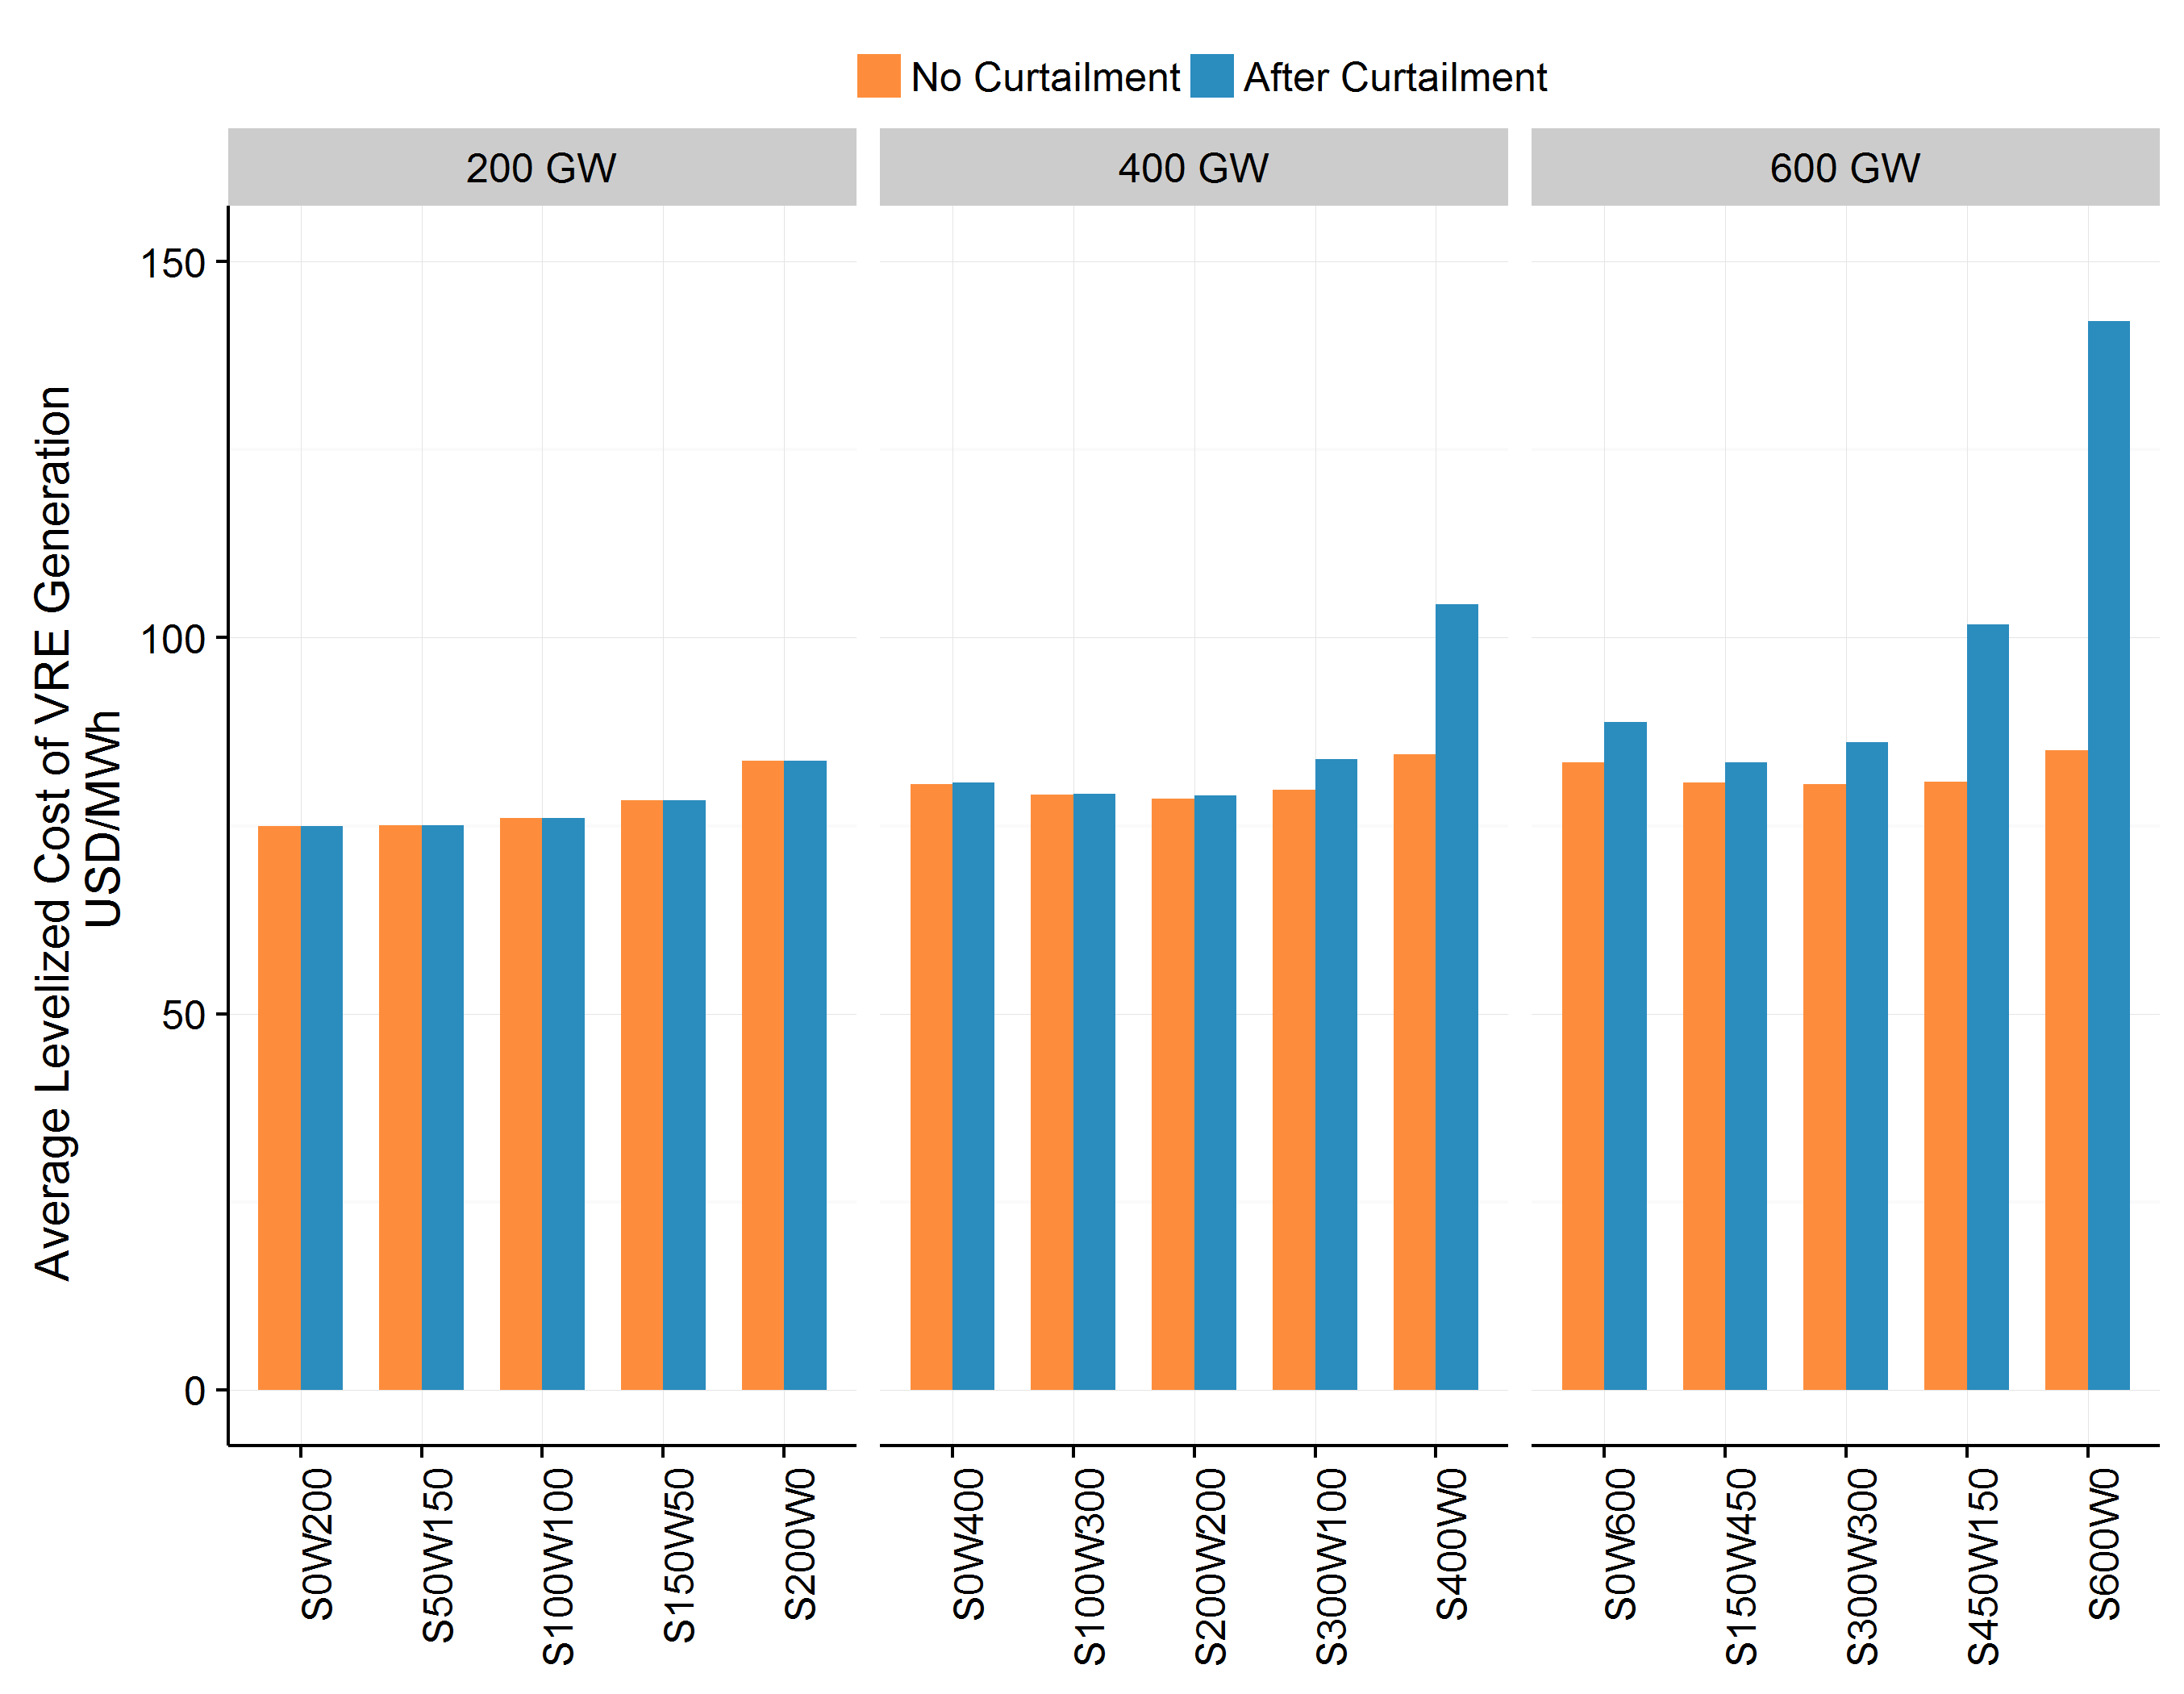 No Curtailment After Curtailment
200 GW
400 GW
600 GW
Average Levelized Cost of VRE Generation
USD/MWh
150
100
50
0
S0W200
S50W150
S100W100
S150W50
S200W0
S0W400
S100W300
S200W200
S300W100
S400W0
S0W600
S150W450
S300W300
S450W150
S600W0